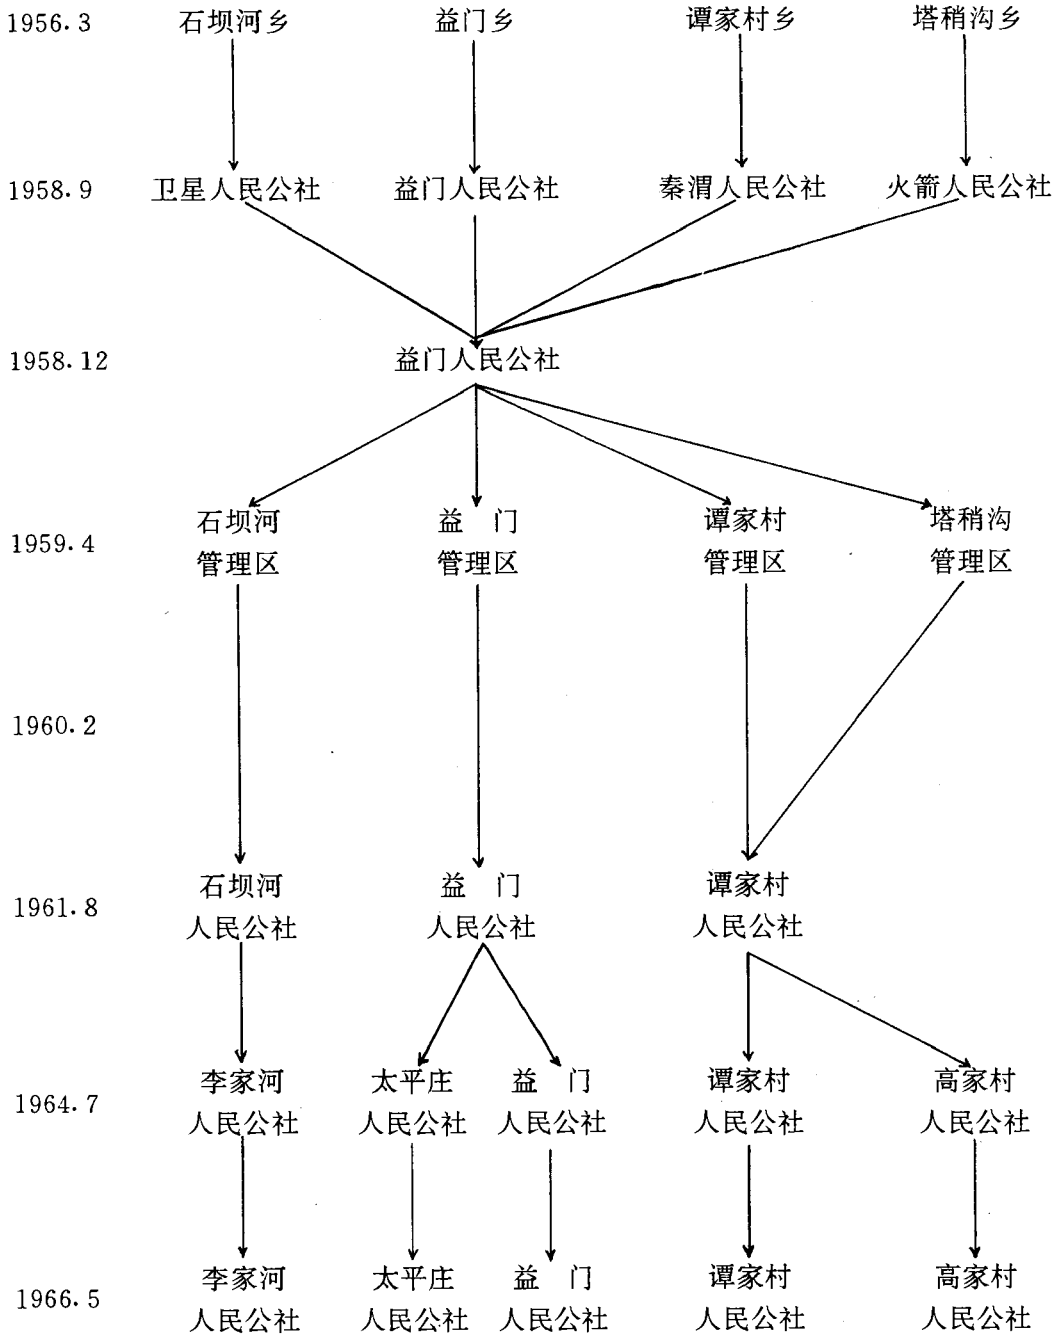 1956.3 石坝河乡 益门乡 谭家村乡 塔稍沟乡
1958.9 卫星人民公社 益门人民公社 秦渭人民公社 火箭人民公社
1958.12 益门人民公社
石坝河 益 门 谭家村 塔稍沟
1959.4
管理区 管理区 管理区 管理区
1960.2
石坝河 益 门 谭家村
1961.8
人民公社 人民公社 人民公社
李家河 太平庄 益 门 谭家村 高家村
1964.7
人民公社 人民公社 人民公社 人民公社 人民公社
李家河 太平庄 益 门 谭家村 高家村
1966.5
人民公社 人民公社 人民公社 人民公社 人民公社